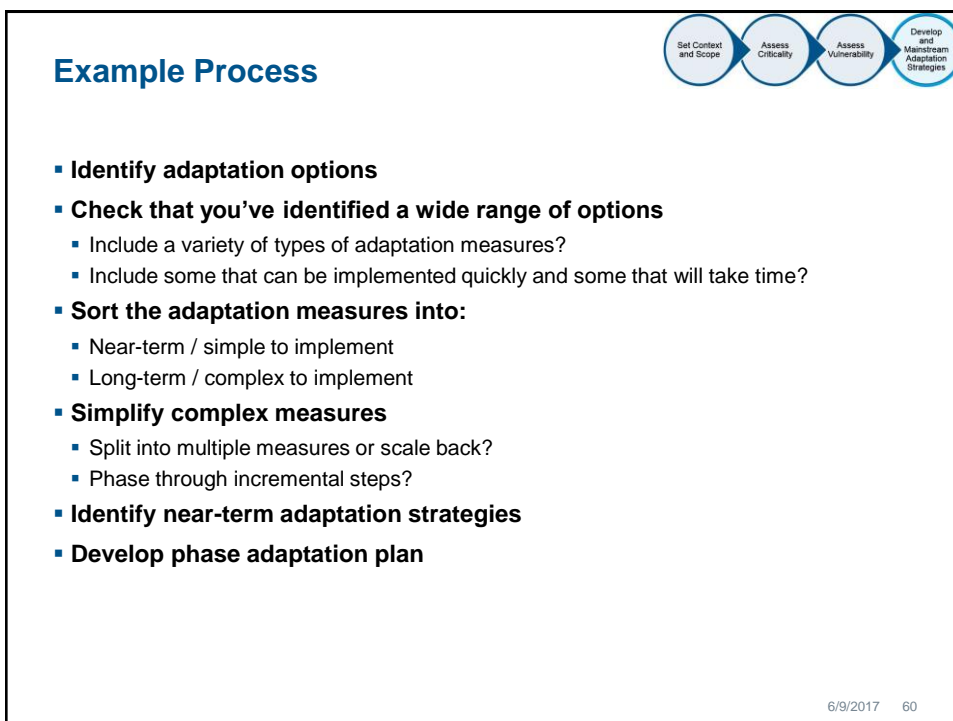 Set Context
and Scope
Assess
Criticality
Assess
Vulnerability
Develop
and
Mainstream
Adaptation
Strategies
Example Process
▪ Identify adaptation options
▪ Check that you've identified a wide range of options
▪ Include a variety of types of adaptation measures?
▪ Include some that can be implemented quickly and some that will take time?
▪ Sort the adaptation measures into:
▪ Near-term / simple to implement
▪ Long-term / complex to implement
▪ Simplify complex measures
▪ Split into multiple measures or scale back?
▪ Phase through incremental steps?
▪ Identify near-term adaptation strategies
▪ Develop phase adaptation plan
6/9/2017 60